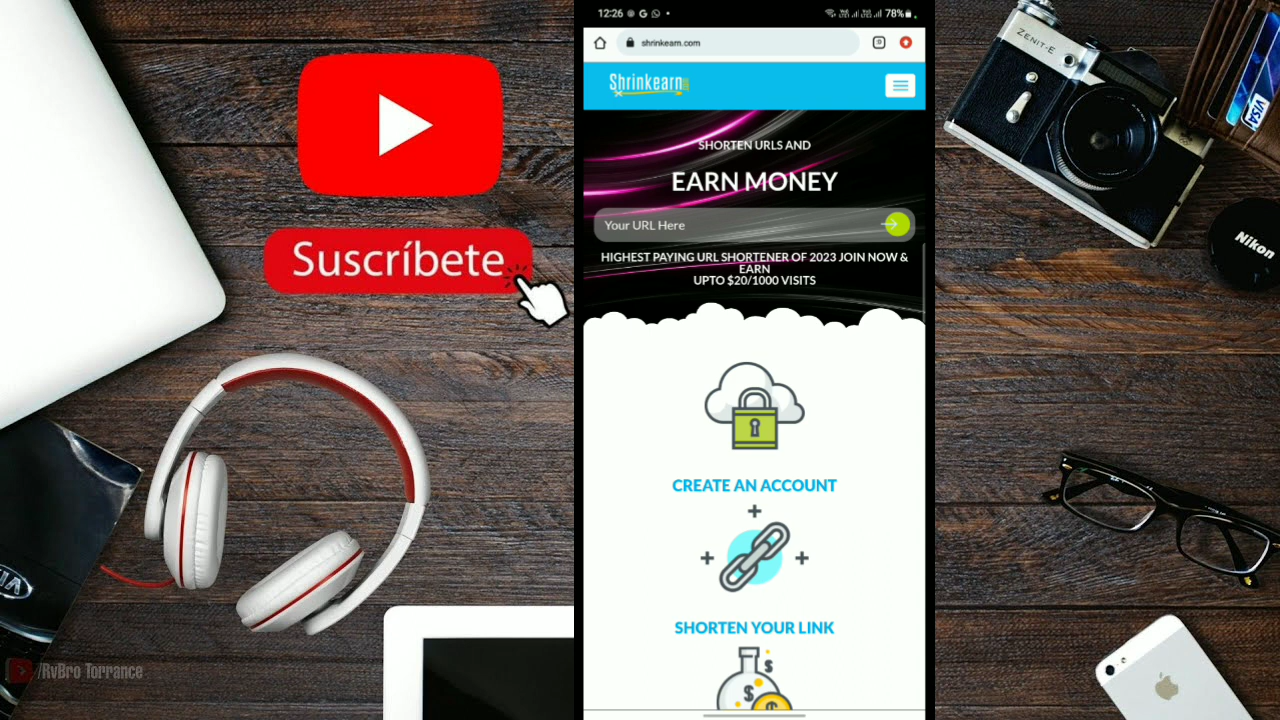 Suscríbete
/RvBro Torrance
12:26
78%
shrinkearn.com
Shrinkearn
SHORTEN URLS AND
EARN MONEY
Your URL Here
HIGHEST PAYING URL SHORTENER OF 2023 JOIN NOW &
EARN
UPTO $20/1000 VISITS
CREATE AN ACCOUNT
SHORTEN YOUR LINK
ZENIT-E
VISA
Nikon